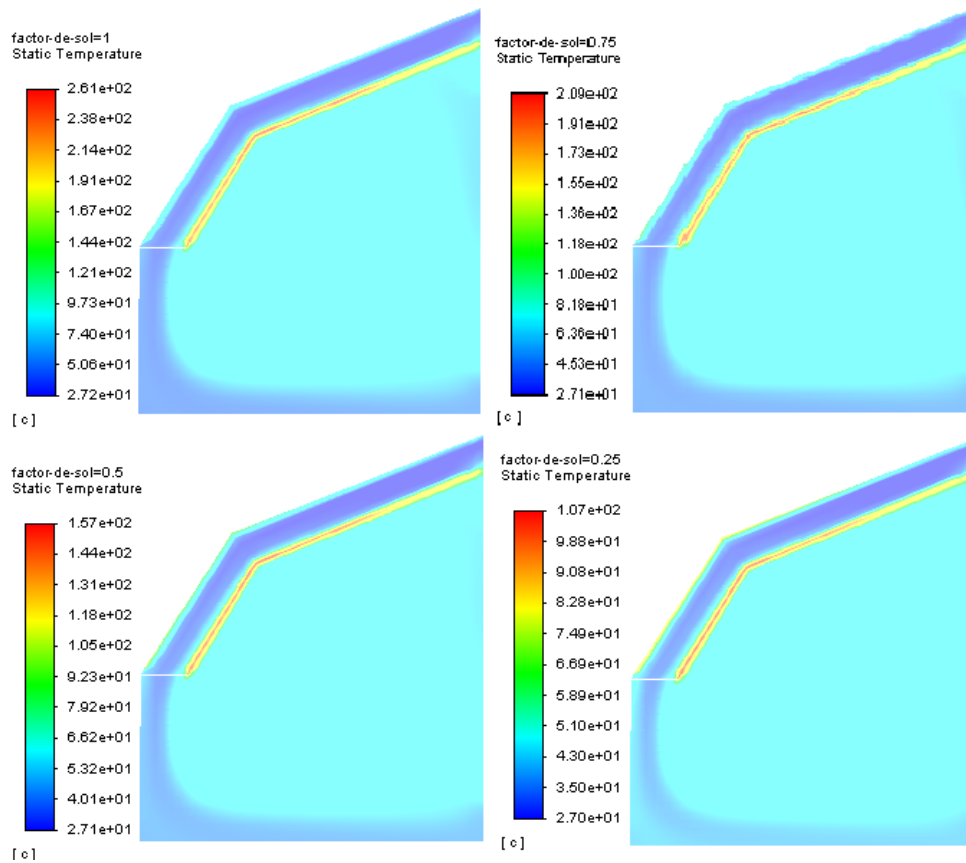 factor-de-sol=1
Static Temperature
2.61e+02
2.38e+02
2.14e+02
1.91e+02
1.67e+02
1.44e+02
1.21e+02
9.73e+01
7.40e+01
5.06e+01
2.72e+01
[c]
factor-de-sol=0.75
Static Temperature
2.09e+02
1.91e+02
1.73e+02
1.55e+02
1.36e+02
1.18e+02
1.00e+02
8.18e+01
6.36e+01
4.53e+01
2.71e+01
[c]
factor-de-sol=0.5
Static Temperature
1.57e+02
1.44e+02
1.31e+02
1.18e+02
1.05e+02
9.23e+01
7.92e+01
6.62e+01
5.32e+01
4.01e+01
2.71e+01
[c]
factor-de-sol=0.25
Static Temperature
1.07e+02
9.88e+01
9.08e+01
8.28e+01
7.49e+01
6.69e+01
5.89e+01
5.10e+01
4.30e+01
3.50e+01
2.70e+01
[c]